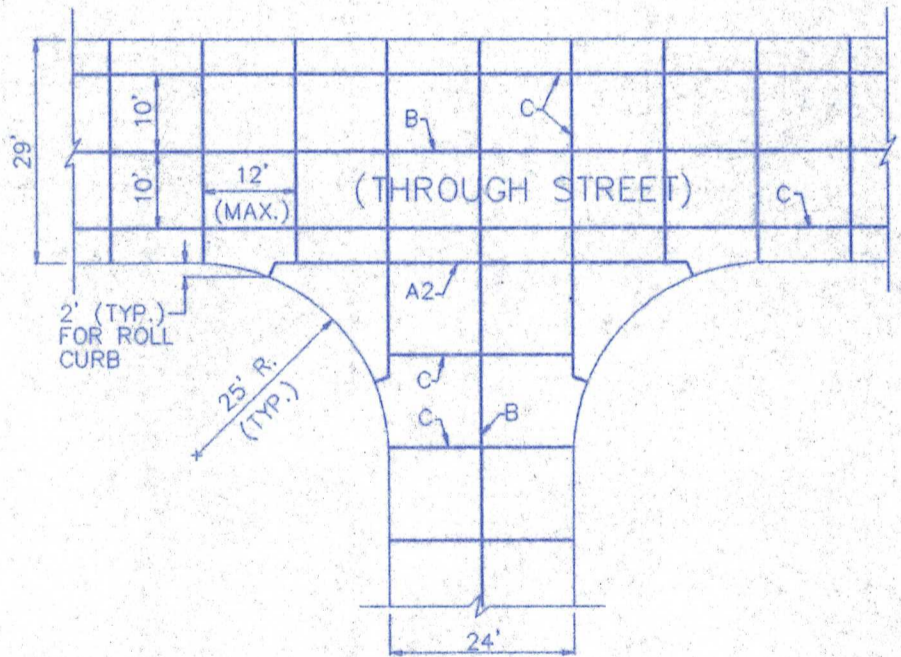 C
B
10'
29'
12'
(MAX.)
10'
(THROUGH STREET)
C
A2
2' (TYP.)
FOR ROLL
CURB
25' R.
(TYP.)
C
C
B
24'